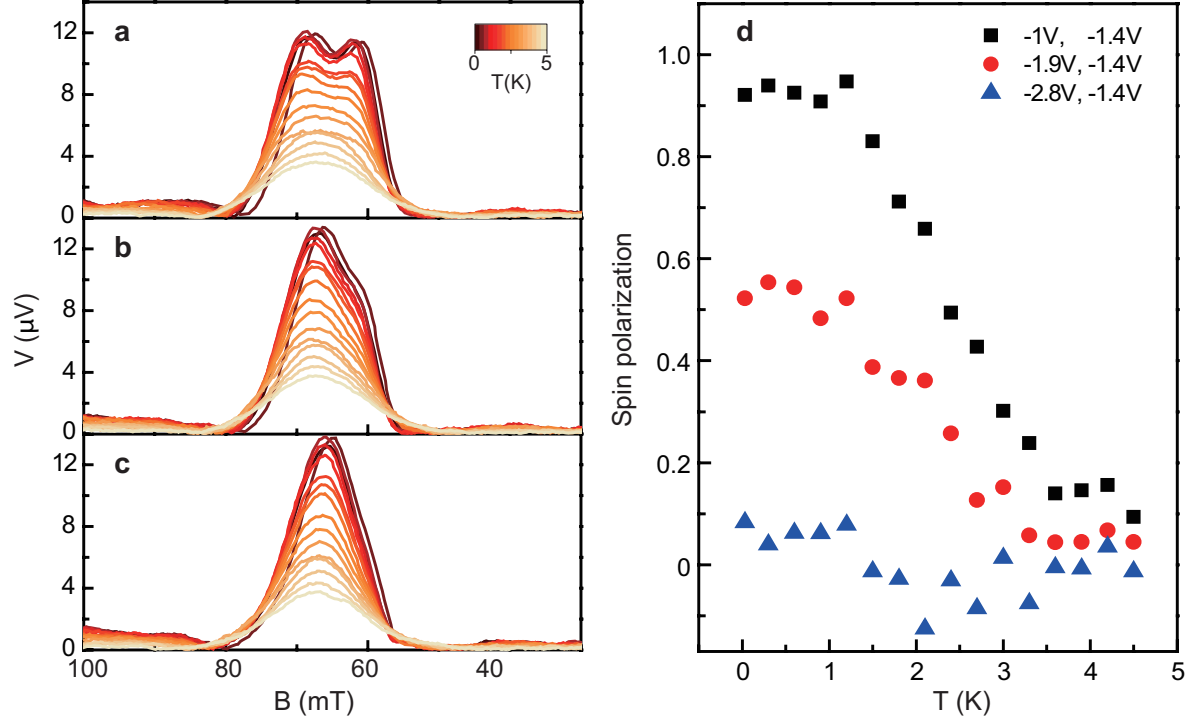 a
12
8
4
0
0 5
T(K)
b
12
8
4
0
V (μV)
c
12
8
4
0
100 80 60 40
B (mT)
d
-1V, -1.4V
-1.9V, -1.4V
-2.8V, -1.4V
1.0
0.8
0.6
0.4
0.2
0
Spin polarization
0 1 2 3 4 5
T (K)